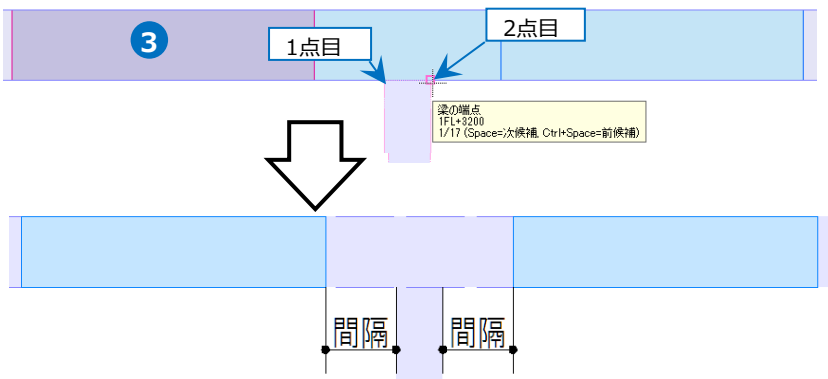 3
1点目
2点目
梁の端点
1FL+3200
1/17 (Space=次候補, Ctrl+Space=前候補)
間隔
間隔